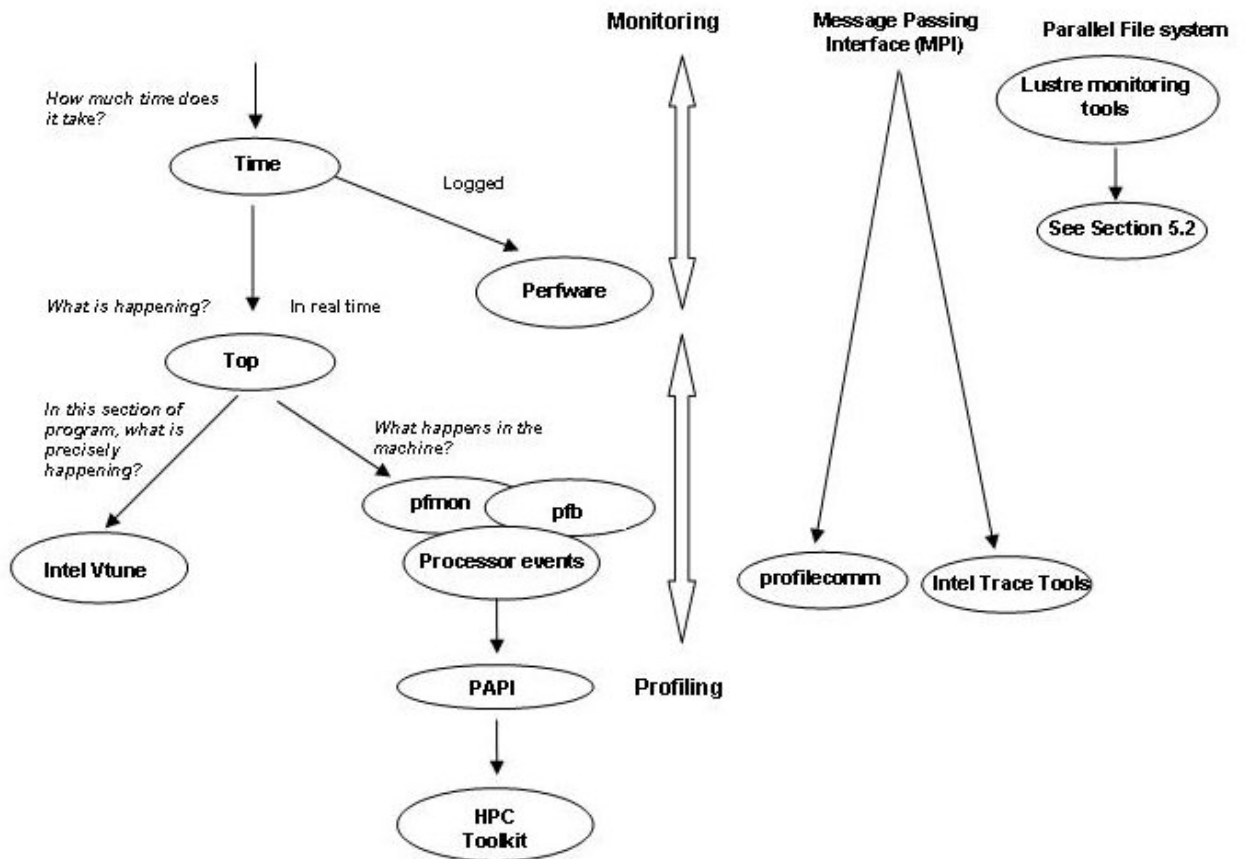 Monitoring
Message Passing
Interface (MPI)
Parallel File system
How much time does
it take?
Time
Logged
Perfware
Lustre monitoring
tools
See Section 5.2
What is happening?
In real time
Top
In this section of
program, what is
precisely
happening?
What happens in the
machine?
pfmon
pfb
Processor events
Intel Vtune
profilecomm
Intel Trace Tools
PAPI
Profiling
HPC
Toolkit